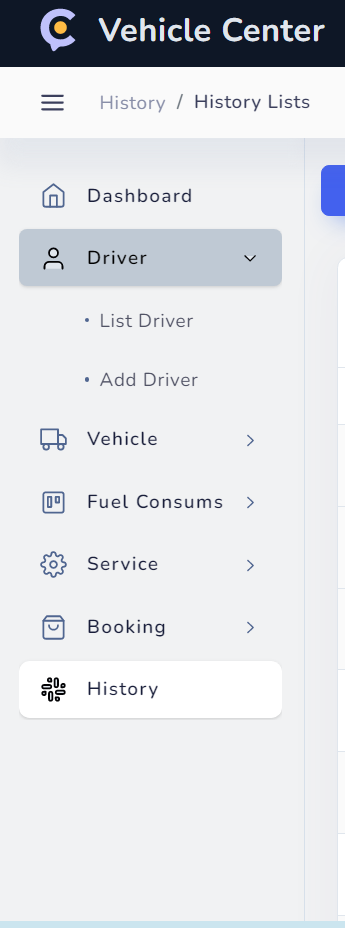 Vehicle Center
History / History Lists
Dashboard
Driver
• List Driver
• Add Driver
Vehicle
Fuel Consums
Service
Booking
History